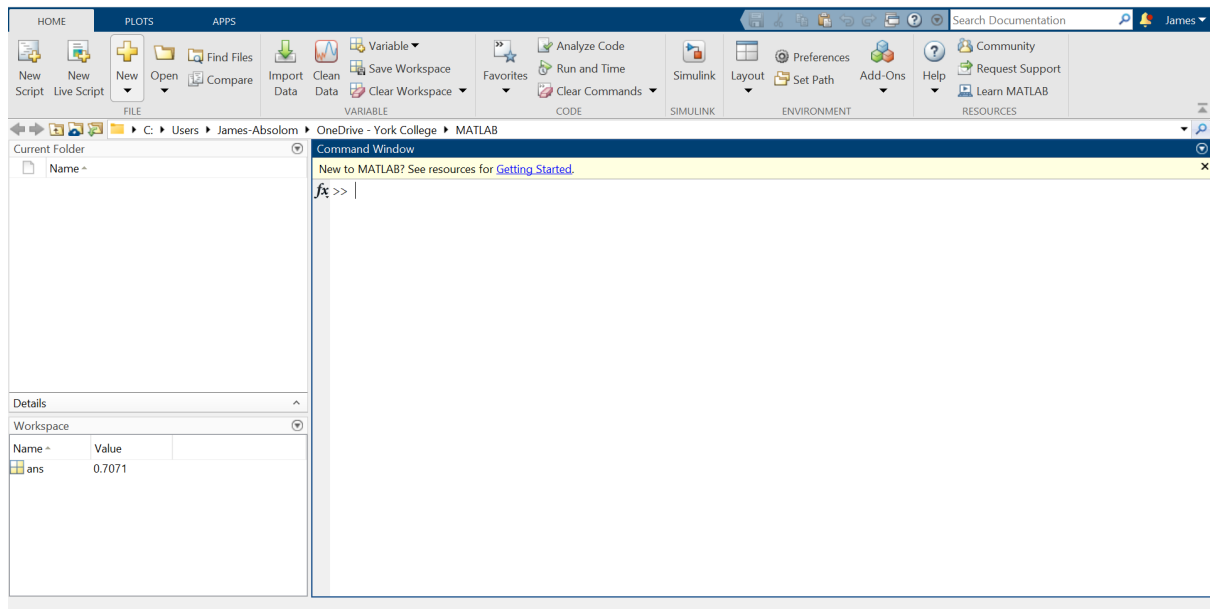 HOME PLOTS APPS Search Documentation James
New Script
New Live Script
New
Open
Find Files
Compare
Import Data
Clean Data
Variable
Save Workspace
Clear Workspace
Favorites
Analyze Code
Run and Time
Clear Commands
Simulink
Layout
Preferences
Set Path
Add-Ons
Help
Community
Request Support
Learn MATLAB
FILE VARIABLE CODE SIMULINK ENVIRONMENT RESOURCES
C: Users James-Absolom OneDrive - York College MATLAB
Current Folder
Name
Command Window
New to MATLAB? See resources for Getting Started.
fx >>
Details
Workspace
Name Value
ans 0.7071